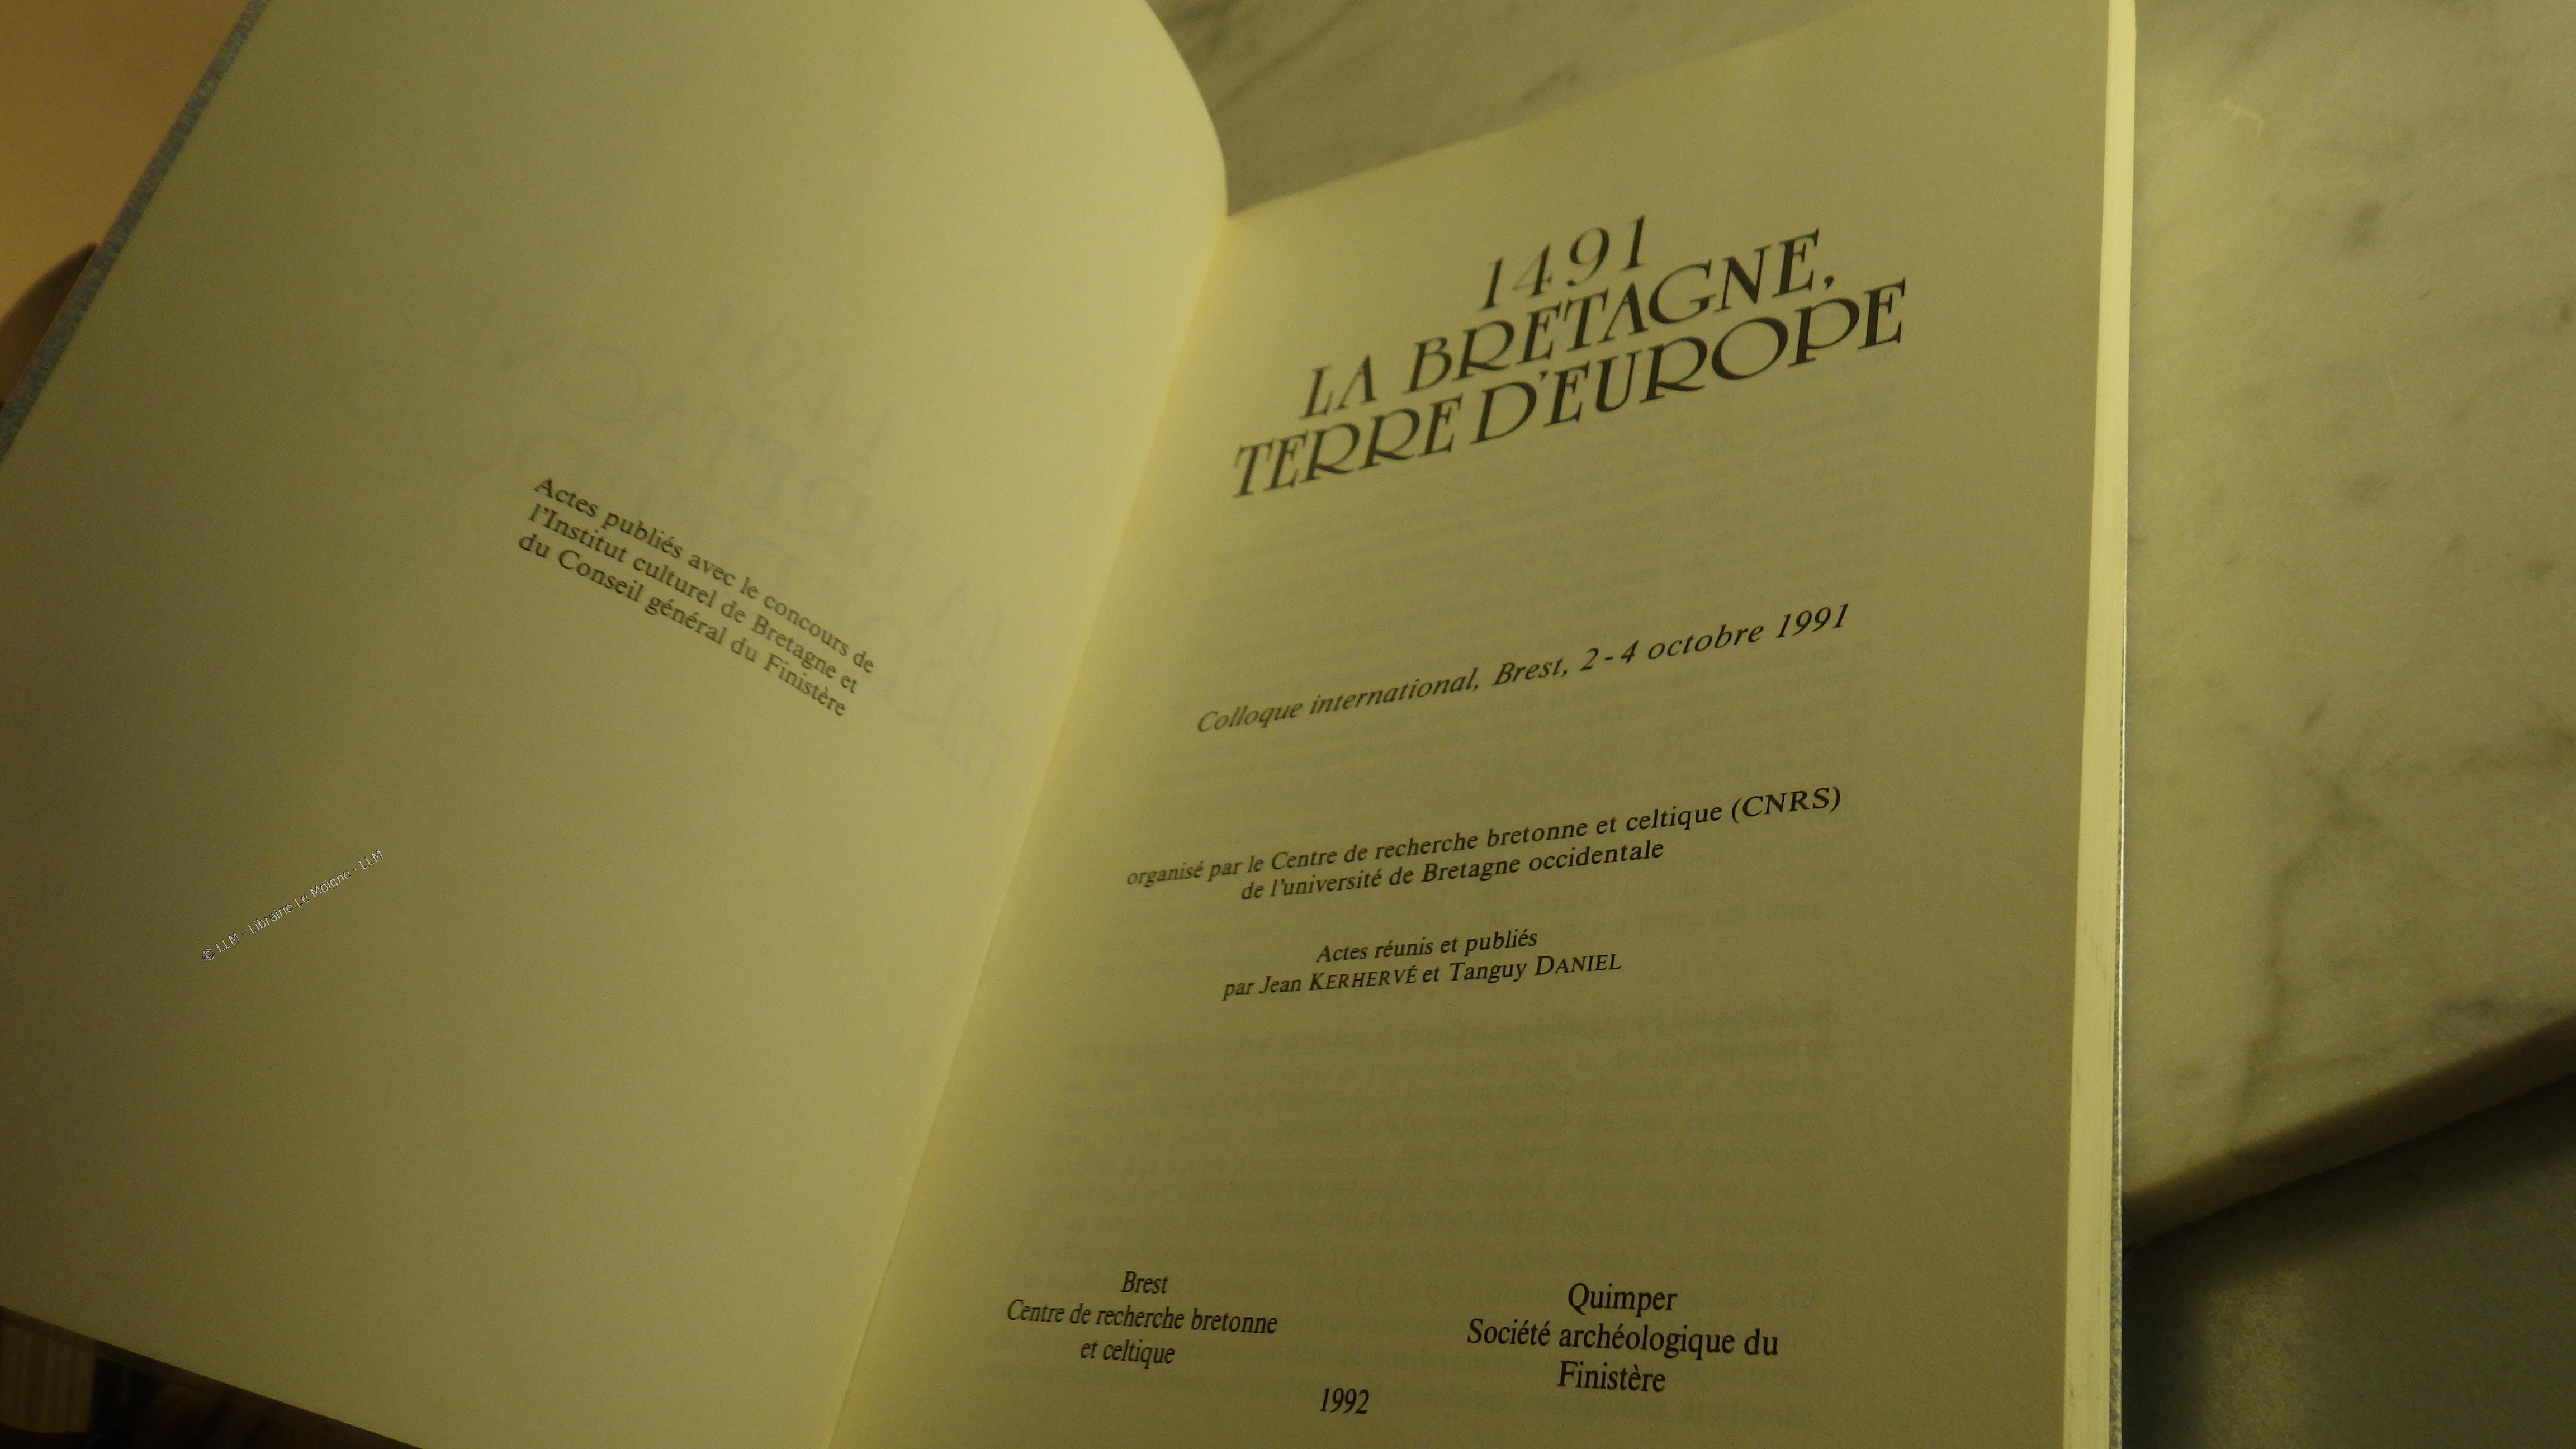 Actes publiés avec le concours de
l'Institut culturel de Bretagne et
du Conseil général du Finistère
© LLM - Librairie Le Moigne - LLM
1491
LA BRETAGNE,
TERRE D'EUROPE
Colloque international, Brest, 2-4 octobre 1991
organisé par le Centre de recherche bretonne et celtique (CNRS)
de l'université de Bretagne occidentale
Actes réunis et publiés
par Jean KERHERVÉ et Tanguy DANIEL
Brest
Centre de recherche bretonne
et celtique
Quimper
Société archéologique du
Finistère
1992